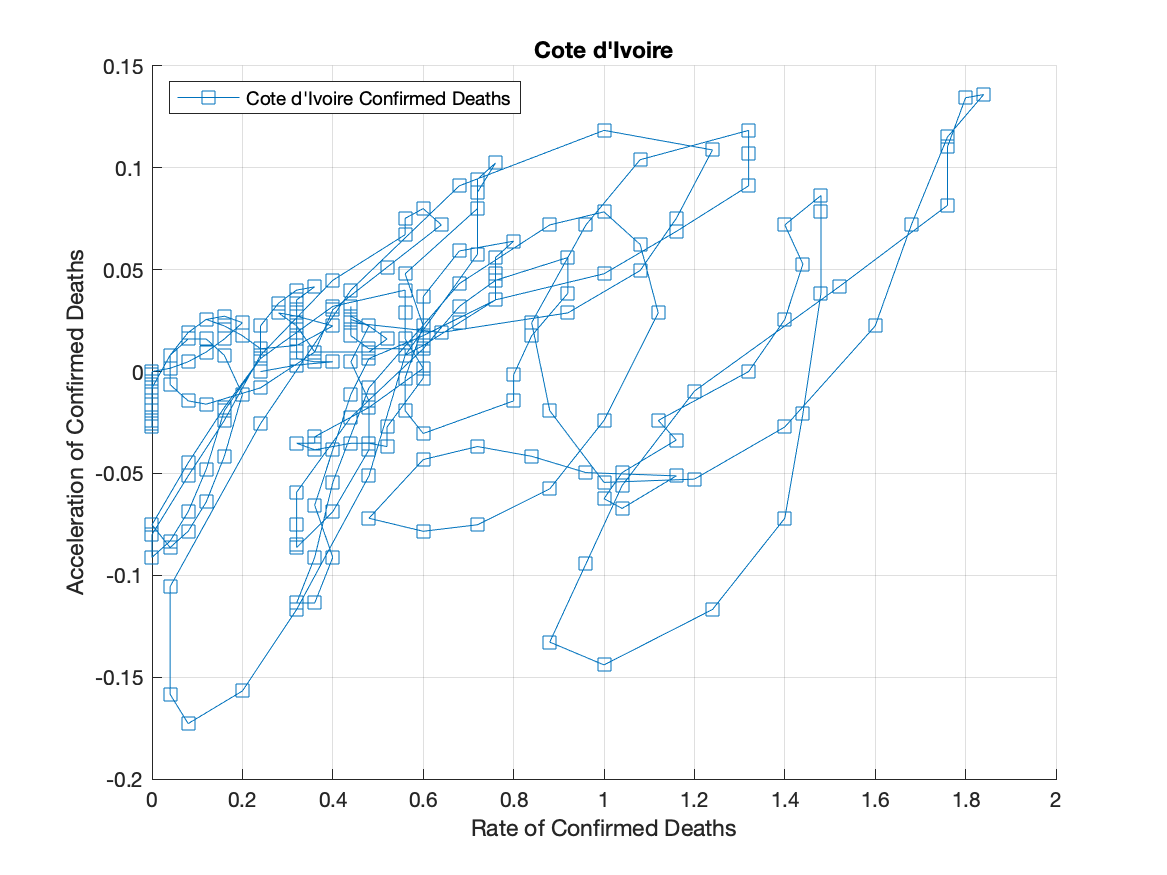 Cote d'Ivoire
Cote d'Ivoire Confirmed Deaths
0.15
0.1
0.05
0
-0.05
-0.1
-0.15
-0.2
Acceleration of Confirmed Deaths
0 0.2 0.4 0.6 0.8 1 1.2 1.4 1.6 1.8 2
Rate of Confirmed Deaths